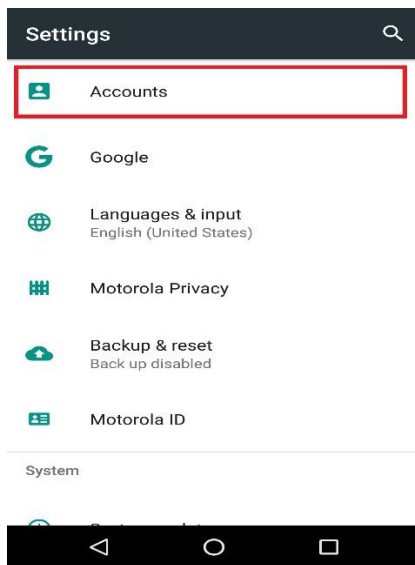 Settings
Accounts
Google
Languages & input
English (United States)
Motorola Privacy
Backup & reset
Back up disabled
Motorola ID
System